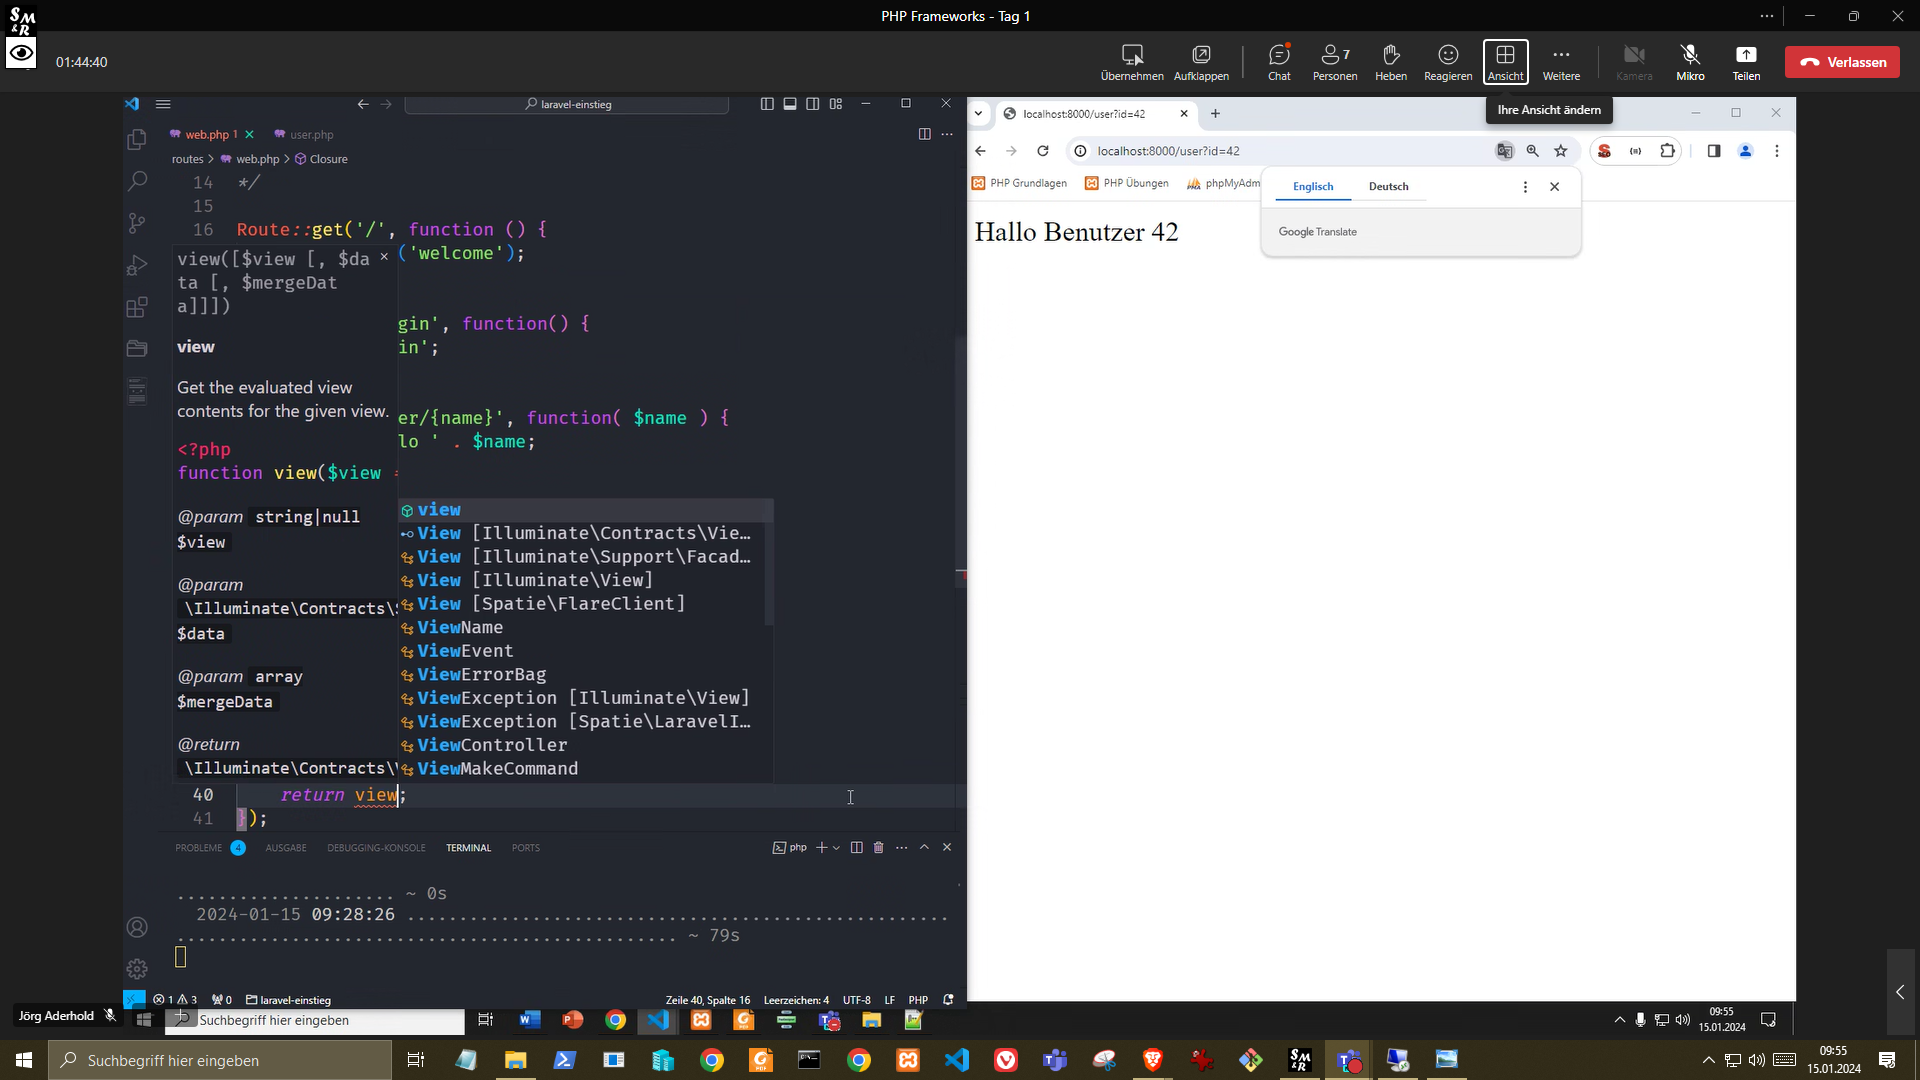 SM&R
PHP Frameworks - Tag 1
01:44:40
Übernehmen
Aufklappen
Chat
7
Personen
Heben
Reagieren
Ansicht
Weitere
Kamera
Mikro
Teilen
Verlassen
Ihre Ansicht ändern
laravel-einstieg
web.php 1
user.php
routes > web.php > Closure
14 */
15
16 Route::get('/', function () {
('welcome');
gin', function() {
in';
er/{name}', function( $name ) {
lo ' . $name;
view([$view [, $da
ta [, $mergeDat
a]]])
view
Get the evaluated view
contents for the given view.
<?php
function view($view =
@param string|null
$view
@param
\Illuminate\Contracts\S
$data
@param array
$mergeData
@return
\Illuminate\Contracts\V
view
View [Illuminate\Contracts\Vie…
View [Illuminate\Support\Facad…
View [Illuminate\View]
View [Spatie\FlareClient]
ViewName
ViewEvent
ViewErrorBag
ViewException [Illuminate\View]
ViewException [Spatie\LaravelI…
ViewController
ViewMakeCommand
40 return view;
41 });
PROBLEME 4
AUSGABE
DEBUGGING-KONSOLE
TERMINAL
PORTS
php
..................... ~ 0s
2024-01-15 09:28:26 ....................................................
................................................ ~ 79s
1 3
0
laravel-einstieg
Zeile 40, Spalte 16
Leerzeichen: 4
UTF-8
LF
PHP
localhost:8000/user?id=42
localhost:8000/user?id=42
PHP Grundlagen
PHP Übungen
phpMyAdm
Englisch
Deutsch
Google Translate
Hallo Benutzer 42
Jörg Aderhold
Suchbegriff hier eingeben
09:55
15.01.2024
Suchbegriff hier eingeben
09:55
15.01.2024